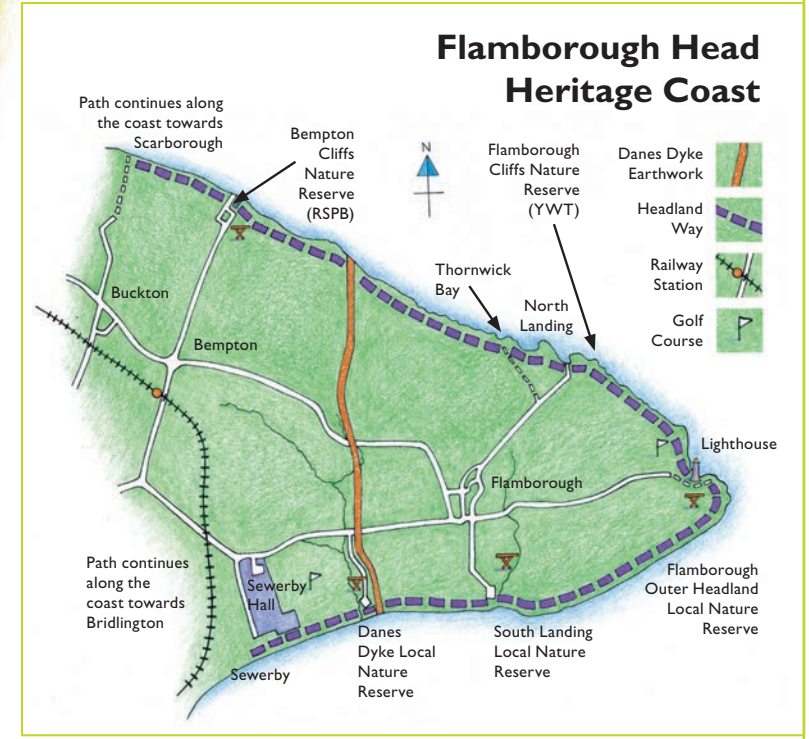 Flamborough Head
Heritage Coast
Path continues along
the coast towards
Scarborough
Bempton
Cliffs
Nature
Reserve
(RSPB)
N
Flamborough
Cliffs Nature
Reserve
(YWT)
Danes Dyke
Earthwork
Headland
Way
Railway
Station
Golf
Course
Thornwick
Bay
North
Landing
Buckton
Bempton
Lighthouse
Flamborough
Path continues
along the
coast towards
Bridlington
Sewerby
Hall
Flamborough
Outer Headland
Local Nature
Reserve
Danes
Dyke Local
Nature
Reserve
South Landing
Local Nature
Reserve
Sewerby